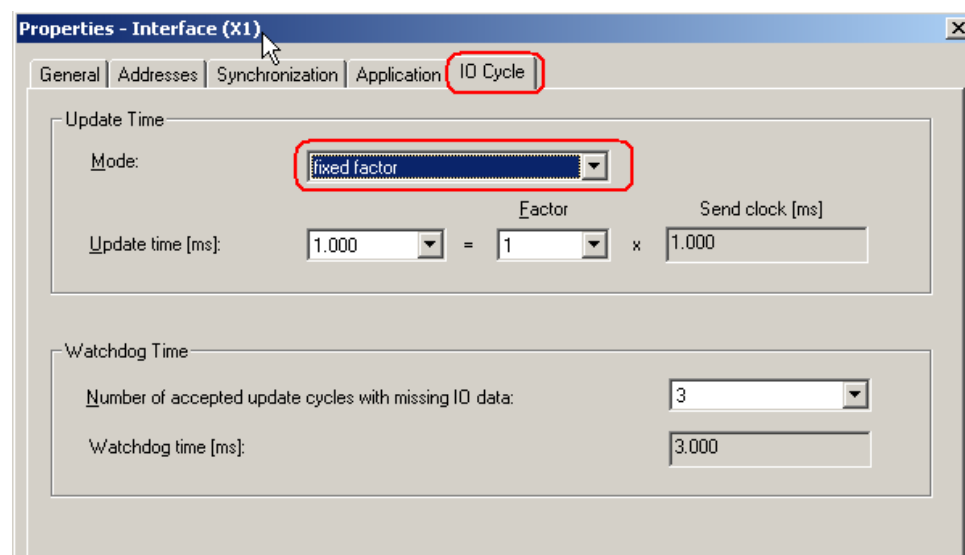 Properties - Interface (X1)
General Addresses Synchronization Application IO Cycle
Update Time
Mode: fixed factor
Factor Send clock [ms]
Update time [ms]: 1.000 = 1 x 1.000
Watchdog Time
Number of accepted update cycles with missing IO data: 3
Watchdog time [ms]: 3.000